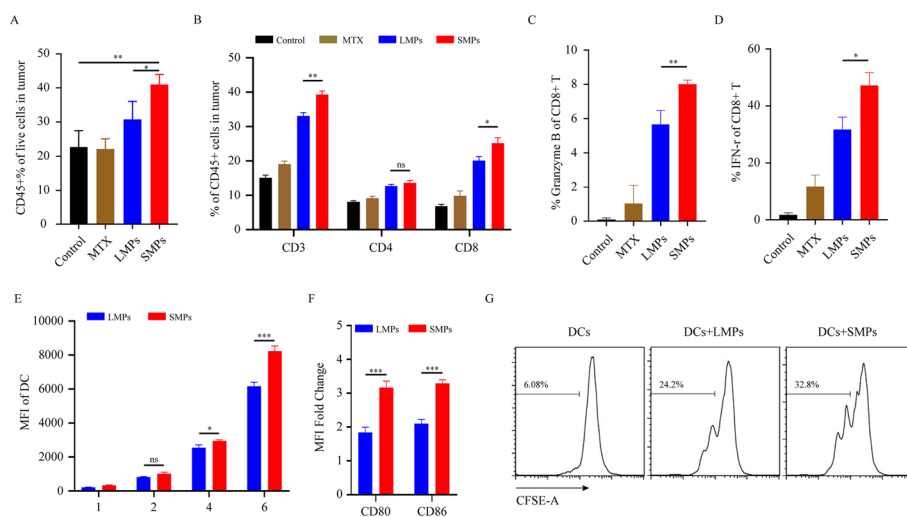 A
B
C
D
Control MTX LMPs SMPs
CD45+% of live cells in tumor
50
40
30
20
10
0
**
*
Control
MTX
LMPs
SMPs
% of CD45+ cells in tumor
50
40
30
20
10
0
**
ns
*
CD3 CD4 CD8
% Granzyme B of CD8+ T
10
8
6
4
2
0
**
Control
MTX
LMPs
SMPs
% IFN-r of CD8+ T
60
40
20
0
*
Control
MTX
LMPs
SMPs
E
F
G
LMPs SMPs
MFI of DC
10000
8000
6000
4000
2000
0
ns
*
***
1 2 4 6
LMPs SMPs
MFI Fold Change
5
4
3
2
1
0
***
***
CD80 CD86
DCs
DCs+LMPs
DCs+SMPs
6.08%
24.2%
32.8%
CFSE-A